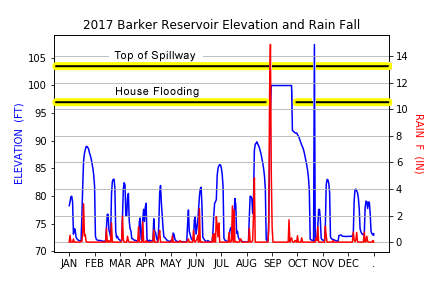 2017 Barker Reservoir Elevation and Rain Fall
Top of Spillway
House Flooding
ELEVATION (FT)
105
100
95
90
85
80
75
70
14
12
10
8
6
4
2
0
RAIN F (IN)
JAN FEB MAR APR MAY JUN JUL AUG SEP OCT NOV DEC .